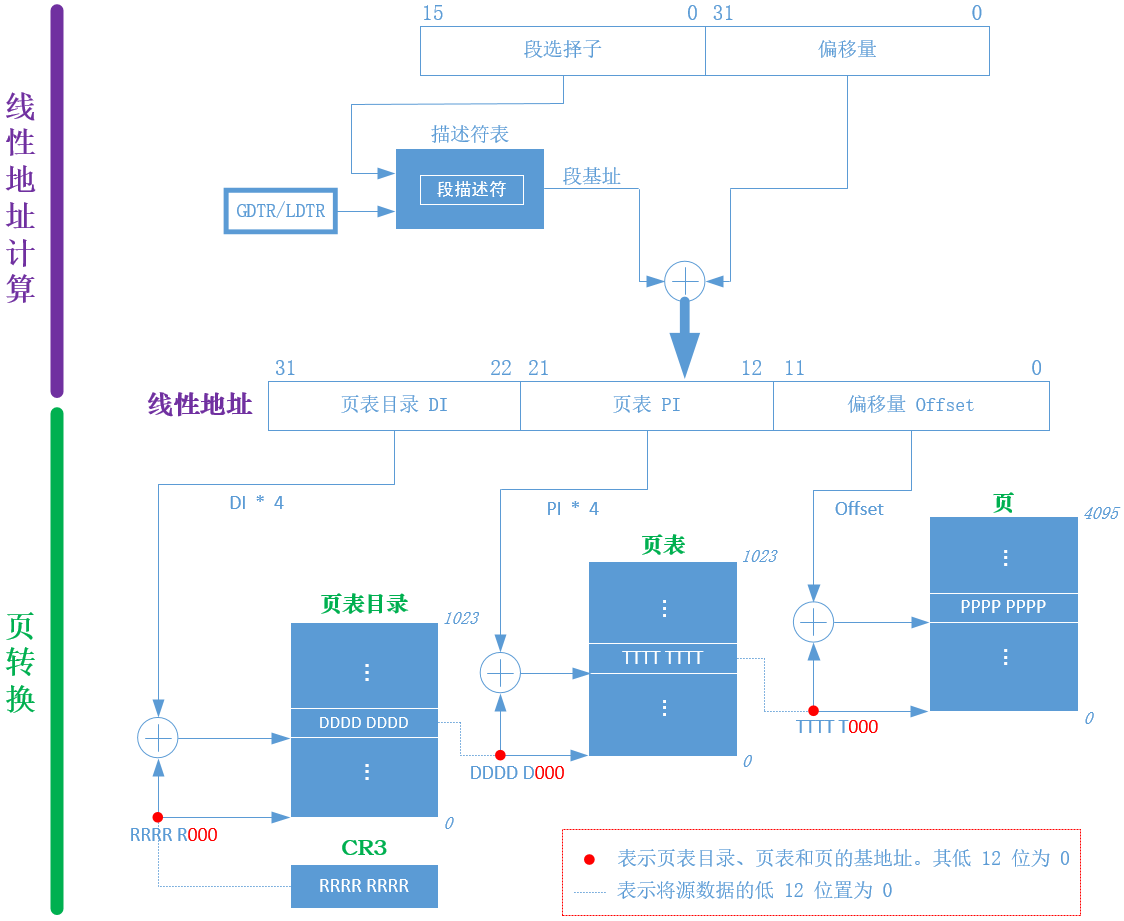 15 0 31 0
段选择子 偏移量
线性地址计算
描述符表
段描述符
段基址
GDTR/LDTR
31 22 21 12 11 0
线性地址
页表目录 DI 页表 PI 偏移量 Offset
DI * 4
PI * 4
Offset
页
4095
PPPP PPPP
0
页表
1023
TTTT TTTT
0
TTTT T000
页转换
页表目录
1023
DDDD DDDD
0
DDDD D000
RRRR R000
CR3
RRRR RRRR
表示页表目录、页表和页的基地址。其低 12 位为 0
表示将源数据的低 12 位置为 0